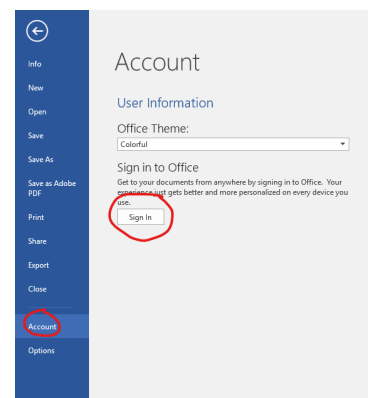 Info
New
Open
Save
Save As
Save as Adobe
PDF
Print
Share
Export
Close
Account
Options
Account
User Information
Office Theme:
Colorful
Sign in to Office
Get to your documents from anywhere by signing in to Office. Your
experience just gets better and more personalized on every device you
use.
Sign In